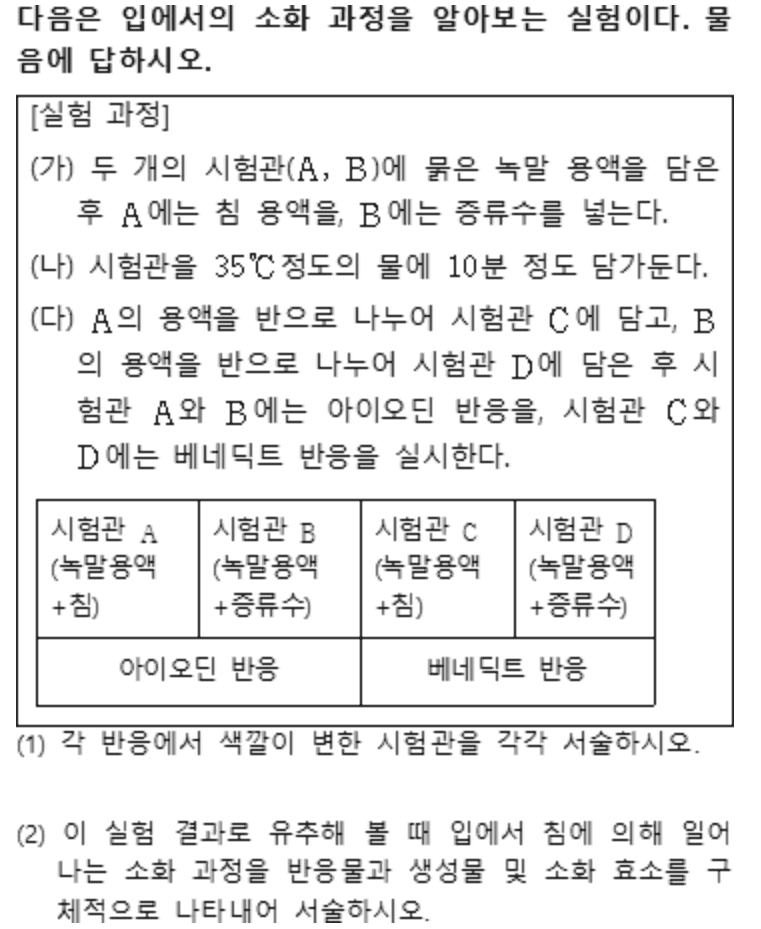 다음은 입에서의 소화 과정을 알아보는 실험이다. 물
음에 답하시오.
[실험 과정]
(가) 두 개의 시험관(A, B)에 묽은 녹말 용액을 담은
후 A에는 침 용액을, B에는 증류수를 넣는다.
(나) 시험관을 35℃정도의 물에 10분 정도 담가둔다.
(다) A의 용액을 반으로 나누어 시험관 C에 담고, B
의 용액을 반으로 나누어 시험관 D에 담은 후 시
험관 A와 B에는 아이오딘 반응을, 시험관 C와
D에는 베네딕트 반응을 실시한다.
시험관 A
(녹말용액
+침)
시험관 B
(녹말용액
+증류수)
시험관 C
(녹말용액
+침)
시험관 D
(녹말용액
+증류수)
아이오딘 반응
베네딕트 반응
(1) 각 반응에서 색깔이 변한 시험관을 각각 서술하시오.
(2) 이 실험 결과로 유추해 볼 때 입에서 침에 의해 일어
나는 소화 과정을 반응물과 생성물 및 소화 효소를 구
체적으로 나타내어 서술하시오.